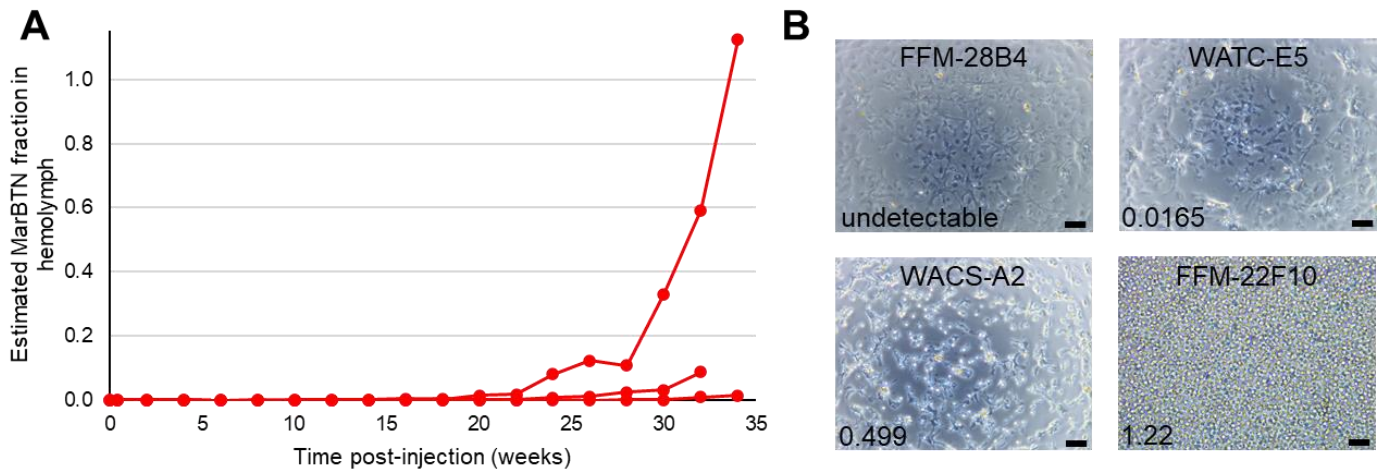 A
Estimated MarBTN fraction in
hemolymph
1.0
0.8
0.6
0.4
0.2
0.0
0
5
10
15
20
25
30
35
Time post-injection (weeks)
B
FFM-28B4
undetectable
WATC-E5
0.0165
WACS-A2
0.499
FFM-22F10
1.22